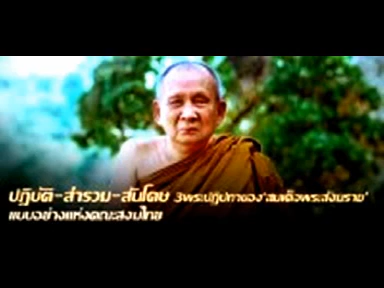 ปฏิบัติ-สำรวม-สันโดษ 3พระปฏิปทาของ'สมเด็จพระสังฆราช'
แบบอย่างแห่งคณะสงฆ์ไทย